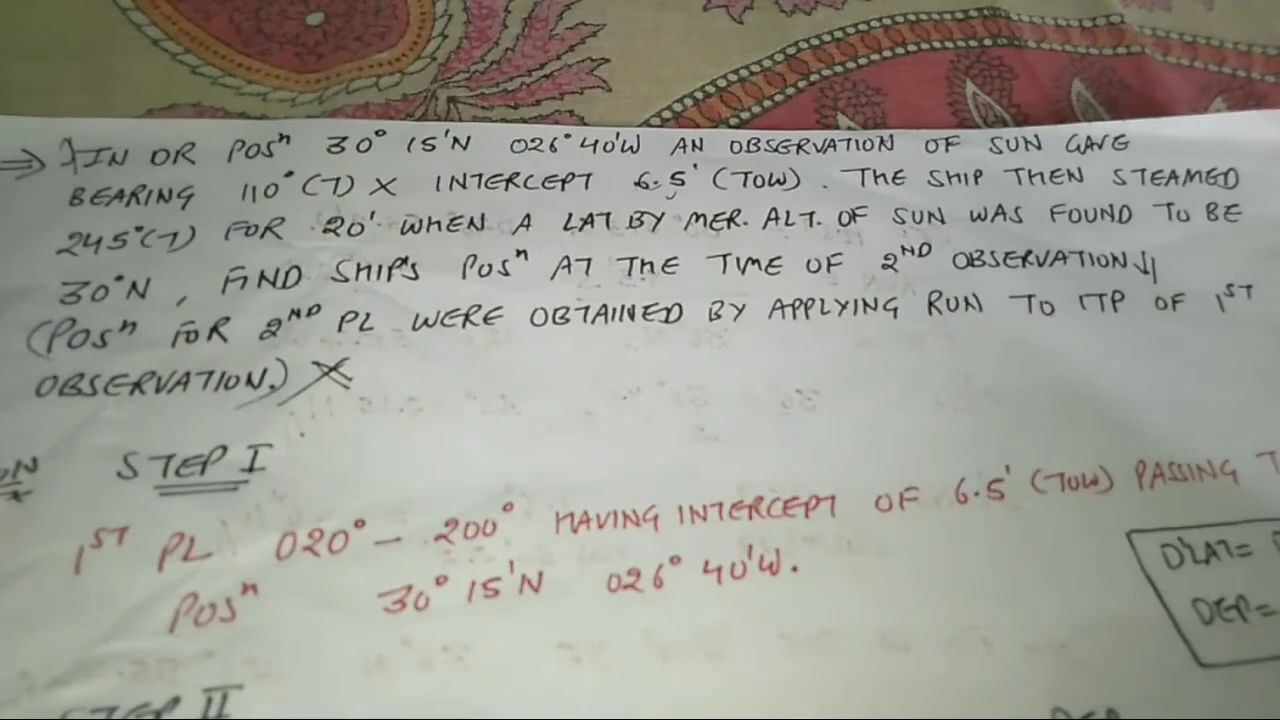 ⇒ IN DR POSⁿ 30° 15'N 026° 40'W AN OBSERVATION OF SUN GAVE
BEARING 110° (T) X INTERCEPT 6.5' (TOW). THE SHIP THEN STEAMED
245°(T) FOR 20' WHEN A LAT BY MER. ALT. OF SUN WAS FOUND TO BE
30°N, FIND SHIP'S POSⁿ AT THE TIME OF 2ND OBSERVATION
(POSⁿ FOR 2ND PL WERE OBTAINED BY APPLYING RUN TO ITP OF 1ST
OBSERVATION.)
STEP I
1ST PL 020° - 200° HAVING INTERCEPT OF 6.5' (TOW) PASSING
POSⁿ 30° 15'N 026° 40'W.
D'LAT=
DEP=
STEP II